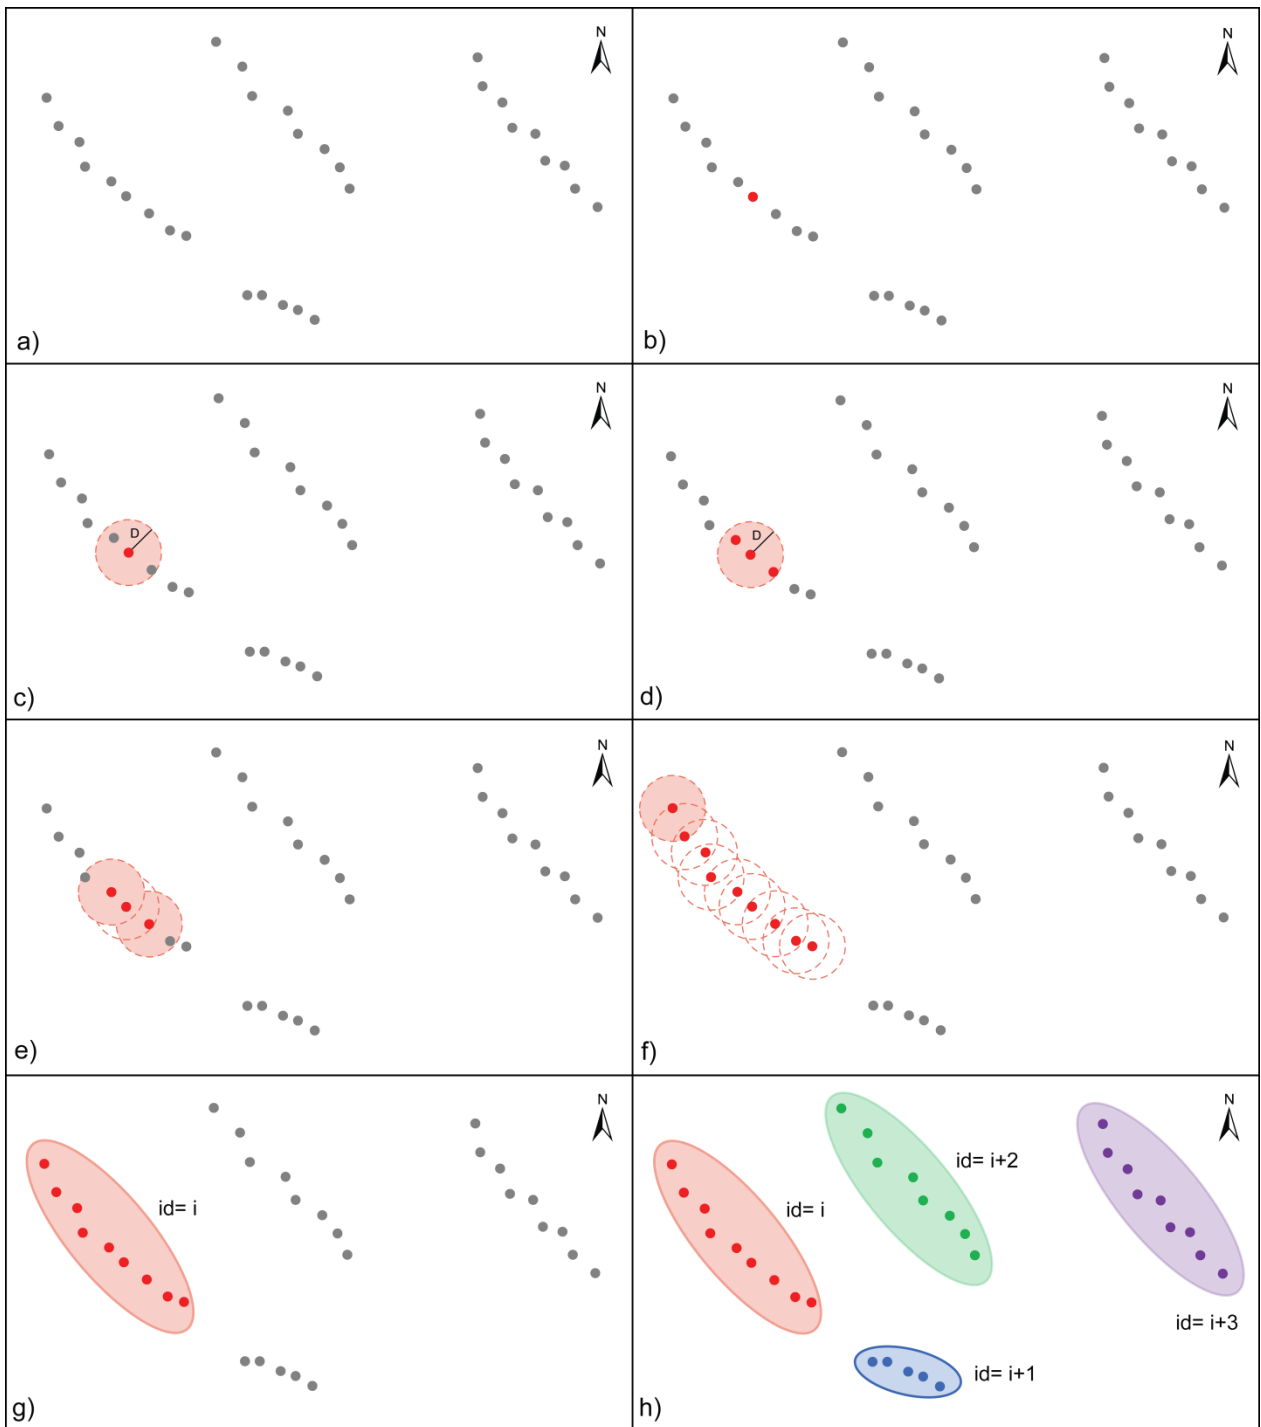 N
a)
N
b)
N
D
c)
N
D
d)
N
e)
N
f)
N
id= i
g)
N
id= i+2
id= i
id= i+3
id= i+1
h)